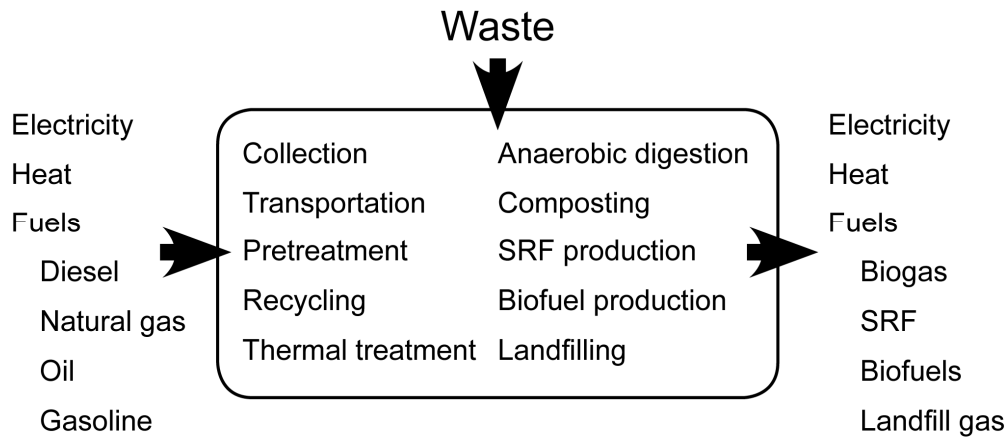 Waste
Electricity
Heat
Fuels
Diesel
Natural gas
Oil
Gasoline
Collection
Transportation
Pretreatment
Recycling
Thermal treatment
Anaerobic digestion
Composting
SRF production
Biofuel production
Landfilling
Electricity
Heat
Fuels
Biogas
SRF
Biofuels
Landfill gas